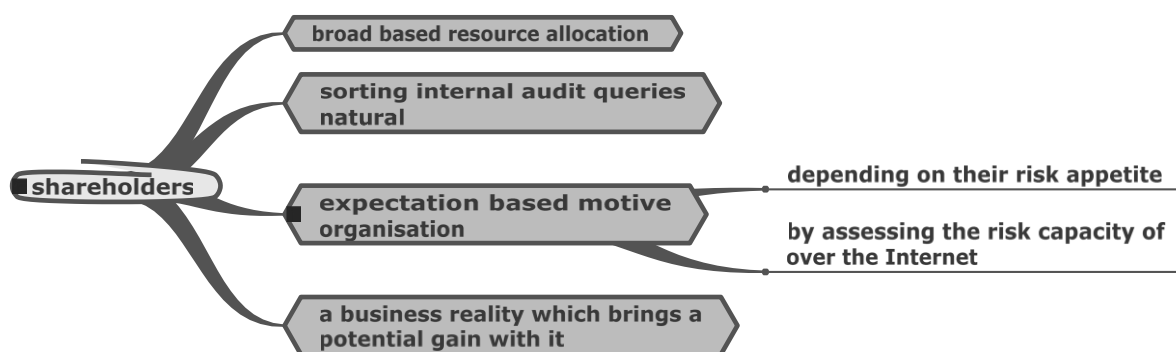 broad based resource allocation
sorting internal audit queries
natural
shareholders
expectation based motive
organisation
depending on their risk appetite
by assessing the risk capacity of
over the Internet
a business reality which brings a
potential gain with it